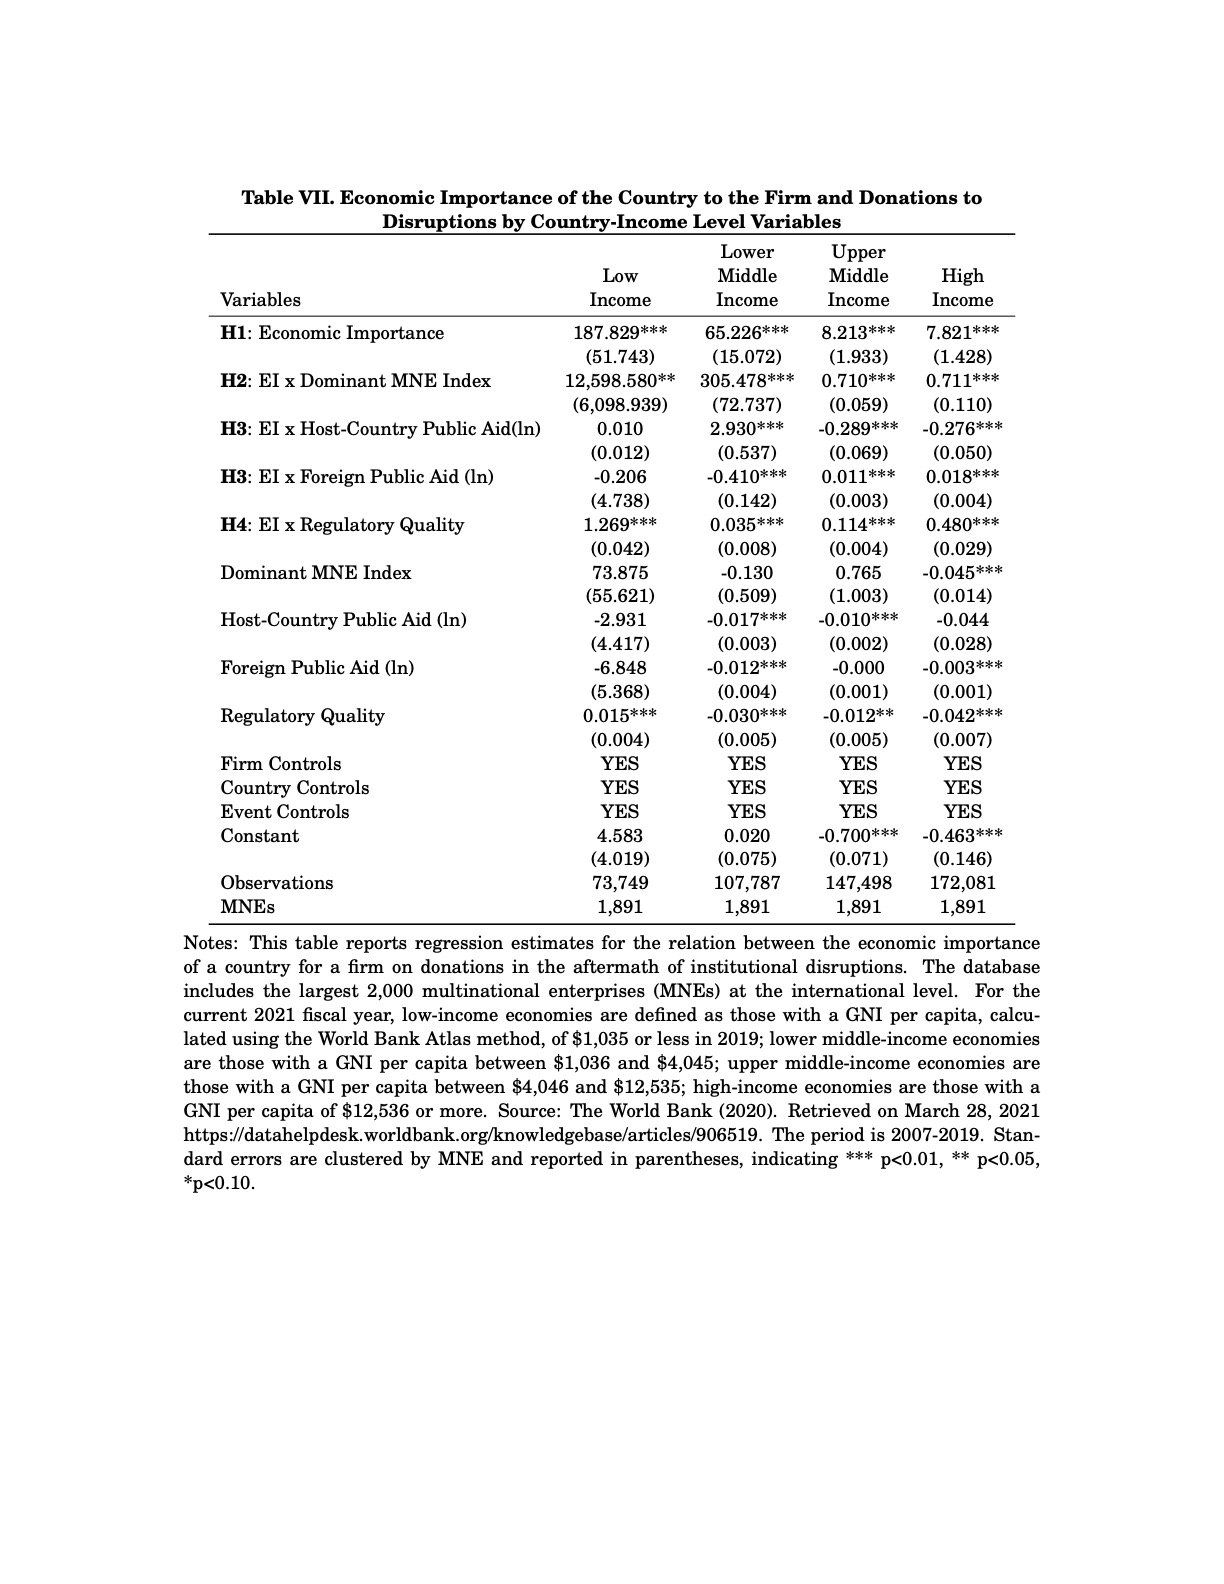 Table VII. Economic Importance of the Country to the Firm and Donations to
Disruptions by Country-Income Level Variables
Lower Upper
Low Middle Middle High
Variables Income Income Income Income
H1: Economic Importance 187.829*** 65.226*** 8.213*** 7.821***
(51.743) (15.072) (1.933) (1.428)
H2: EI x Dominant MNE Index 12,598.580** 305.478*** 0.710*** 0.711***
(6,098.939) (72.737) (0.059) (0.110)
H3: EI x Host-Country Public Aid(ln) 0.010 2.930*** -0.289*** -0.276***
(0.012) (0.537) (0.069) (0.050)
H3: EI x Foreign Public Aid (ln) -0.206 -0.410*** 0.011*** 0.018***
(4.738) (0.142) (0.003) (0.004)
H4: EI x Regulatory Quality 1.269*** 0.035*** 0.114*** 0.480***
(0.042) (0.008) (0.004) (0.029)
Dominant MNE Index 73.875 -0.130 0.765 -0.045***
(55.621) (0.509) (1.003) (0.014)
Host-Country Public Aid (ln) -2.931 -0.017*** -0.010*** -0.044
(4.417) (0.003) (0.002) (0.028)
Foreign Public Aid (ln) -6.848 -0.012*** -0.000 -0.003***
(5.368) (0.004) (0.001) (0.001)
Regulatory Quality 0.015*** -0.030*** -0.012** -0.042***
(0.004) (0.005) (0.005) (0.007)
Firm Controls YES YES YES YES
Country Controls YES YES YES YES
Event Controls YES YES YES YES
Constant 4.583 0.020 -0.700*** -0.463***
(4.019) (0.075) (0.071) (0.146)
Observations 73,749 107,787 147,498 172,081
MNEs 1,891 1,891 1,891 1,891
Notes: This table reports regression estimates for the relation between the economic importance
of a country for a firm on donations in the aftermath of institutional disruptions. The database
includes the largest 2,000 multinational enterprises (MNEs) at the international level. For the
current 2021 fiscal year, low-income economies are defined as those with a GNI per capita, calcu-
lated using the World Bank Atlas method, of $1,035 or less in 2019; lower middle-income economies
are those with a GNI per capita between $1,036 and $4,045; upper middle-income economies are
those with a GNI per capita between $4,046 and $12,535; high-income economies are those with a
GNI per capita of $12,536 or more. Source: The World Bank (2020). Retrieved on March 28, 2021
https://datahelpdesk.worldbank.org/knowledgebase/articles/906519. The period is 2007-2019. Stan-
dard errors are clustered by MNE and reported in parentheses, indicating *** p<0.01, ** p<0.05,
*p<0.10.